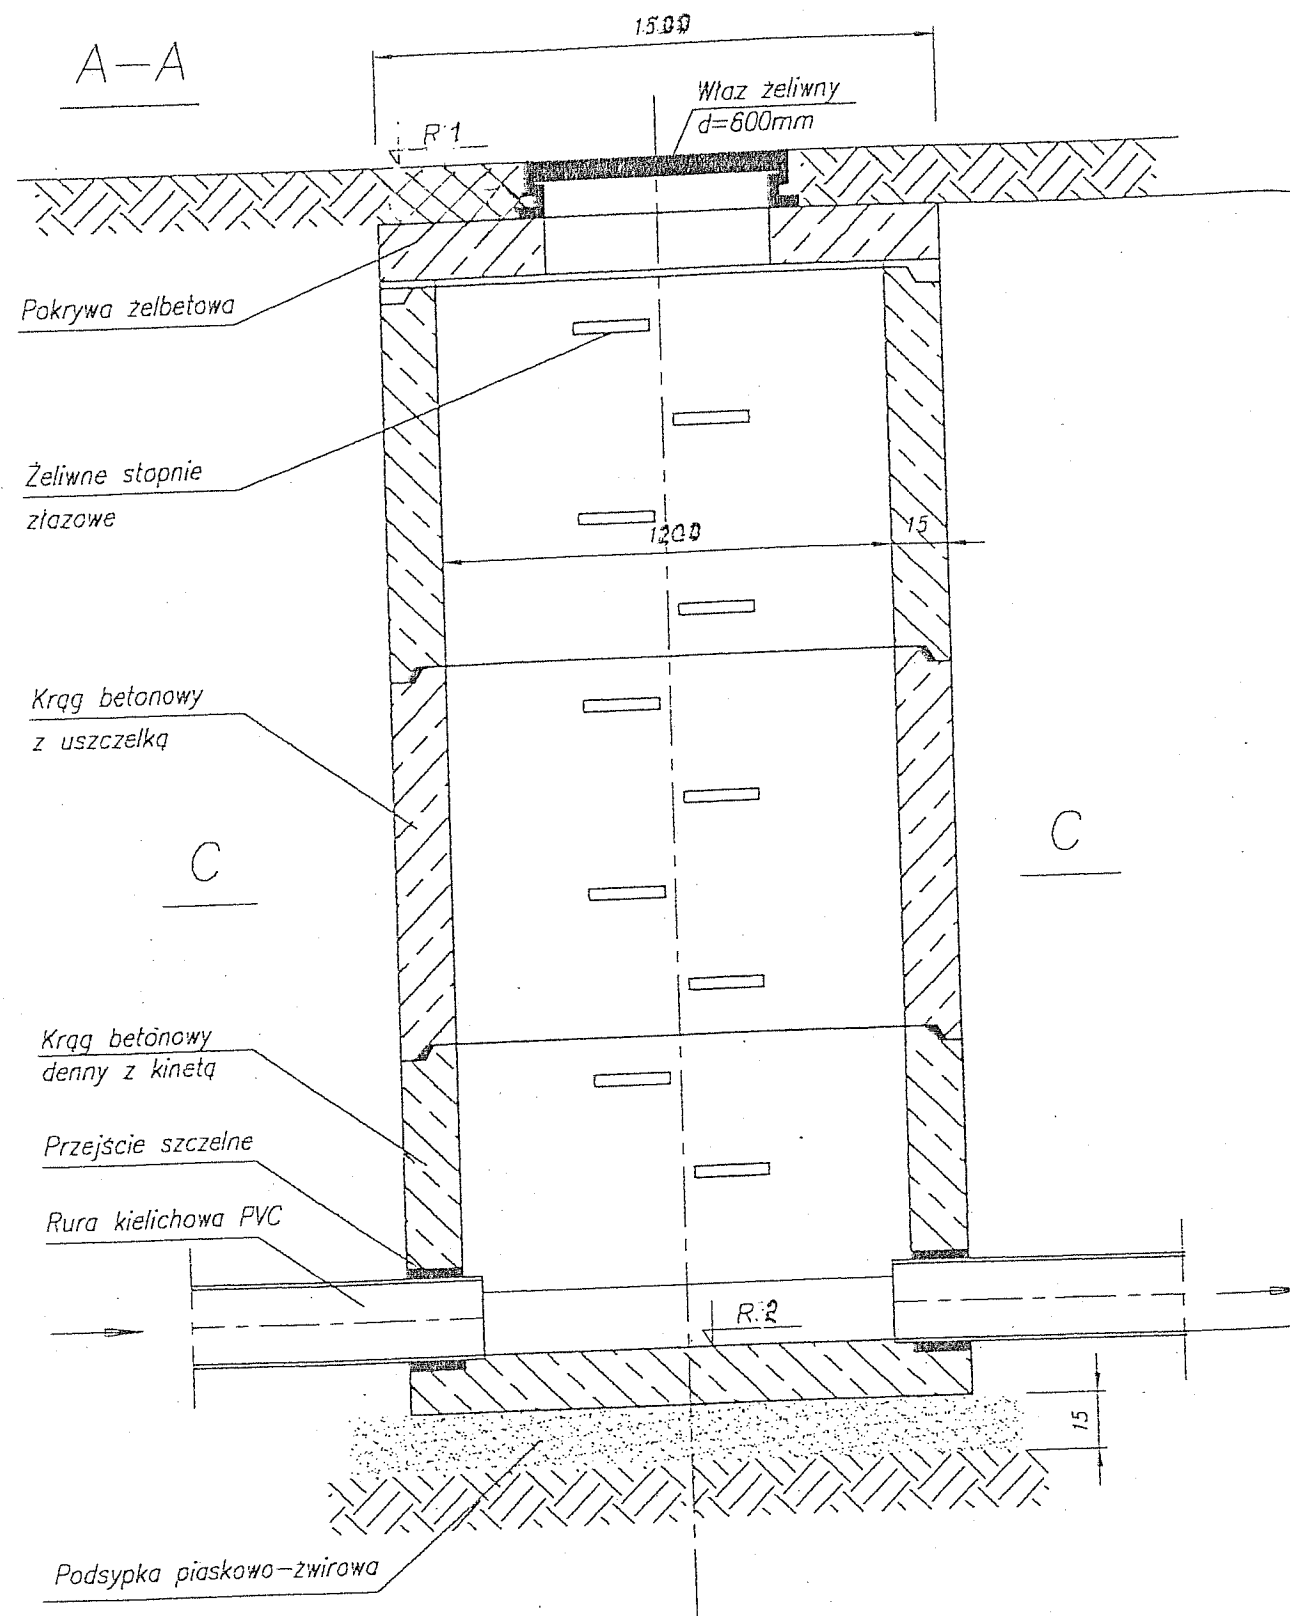 1500
A-A
Właz żeliwny
d=600mm
R.1
Pokrywa żelbetowa
Żeliwne stopnie
złazowe
1200
15
Krąg betonowy
z uszczelką
C
C
Krąg betonowy
denny z kinetą
Przejście szczelne
Rura kielichowa PVC
R.2
15
Podsypka piaskowo-żwirowa